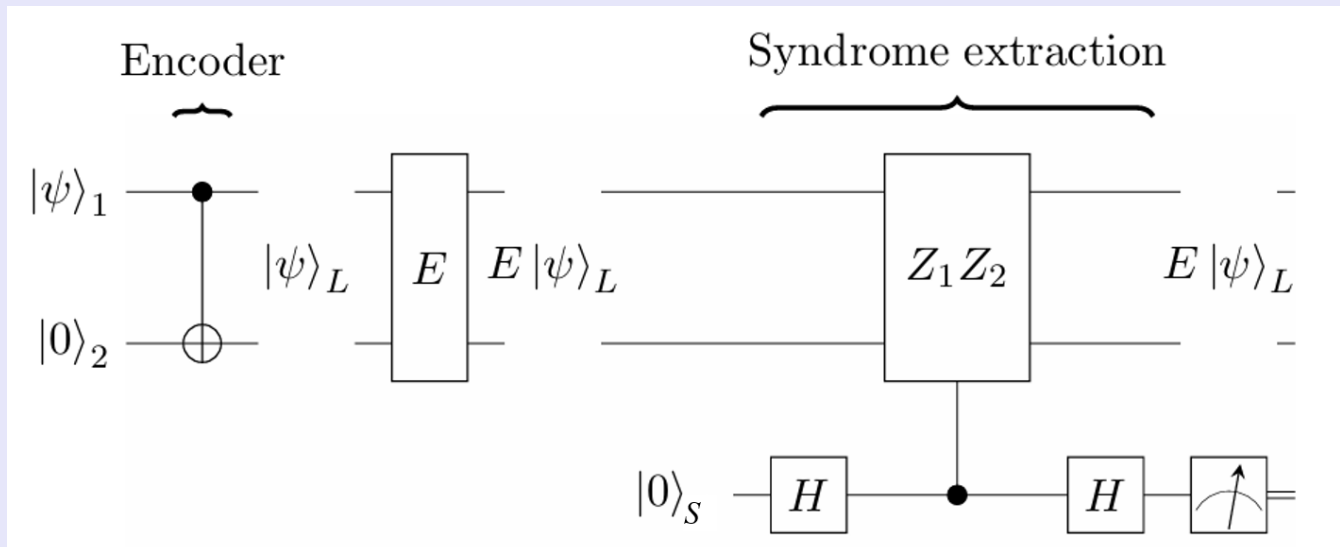 Encoder
Syndrome extraction
|ψ⟩₁
|ψ⟩_L
E
E|ψ⟩_L
Z₁Z₂
E|ψ⟩_L
|0⟩₂
|0⟩_S
H
H